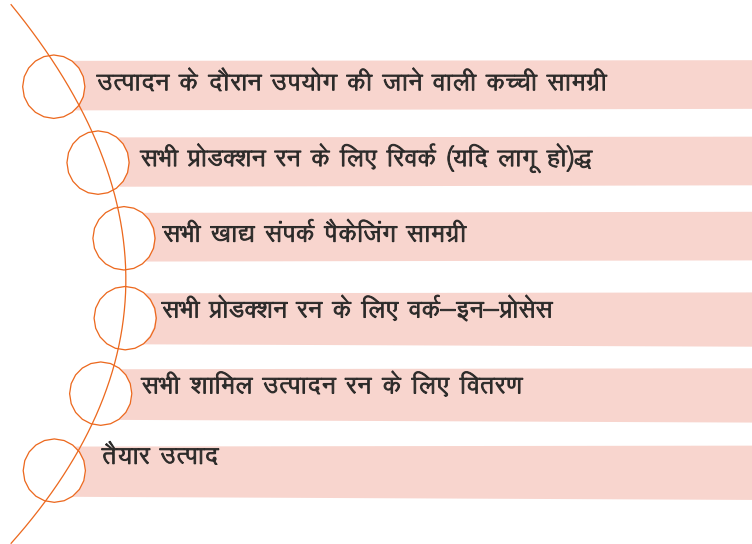 उत्पादन के दौरान उपयोग की जाने वाली कच्ची सामग्री
सभी प्रोडक्शन रन के लिए रिवर्क (यदि लागू हो)द्ध
सभी खाद्य संपर्क पैकेजिंग सामग्री
सभी प्रोडक्शन रन के लिए वर्क–इन–प्रोसेस
सभी शामिल उत्पादन रन के लिए वितरण
तैयार उत्पाद